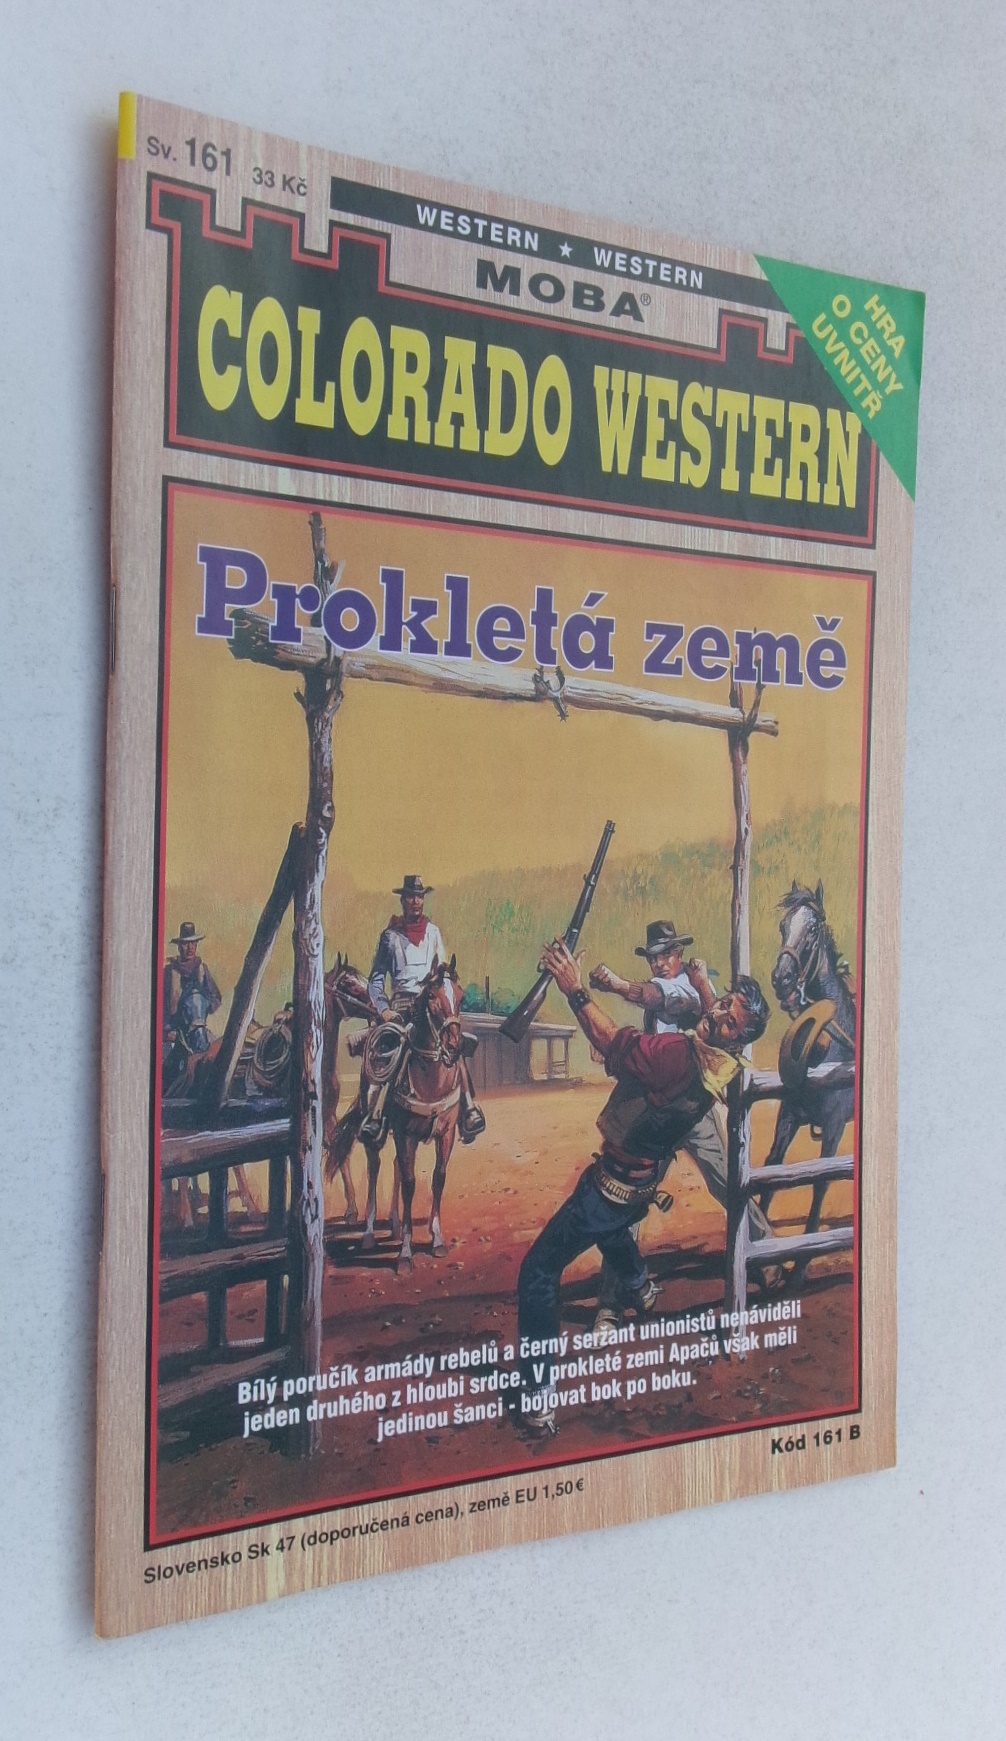 Sv. 161 33 Kč
WESTERN ★ WESTERN
MOBA®
HRA
O CENY
UVNITŘ
COLORADO WESTERN
Prokletá země
Bílý poručík armády rebelů a černý seržant unionistů nenáviděli
jeden druhého z hloubi srdce. V prokleté zemi Apačů však měli
jedinou šanci - bojovat bok po boku.
Kód 161 B
Slovensko Sk 47 (doporučená cena), země EU 1,50 €